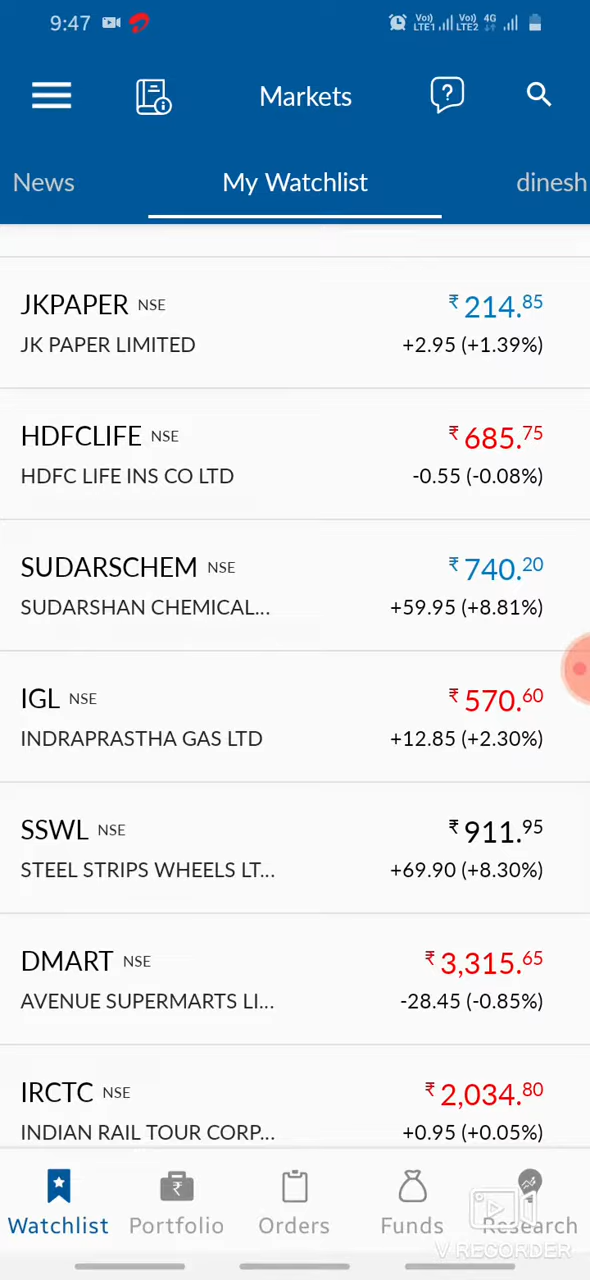 9:47 Vo)) LTE1 Vo)) LTE2 4G
Markets
News My Watchlist dinesh
JKPAPER NSE ₹214.85
JK PAPER LIMITED +2.95 (+1.39%)
HDFCLIFE NSE ₹685.75
HDFC LIFE INS CO LTD -0.55 (-0.08%)
SUDARSCHEM NSE ₹740.20
SUDARSHAN CHEMICAL... +59.95 (+8.81%)
IGL NSE ₹570.60
INDRAPRASTHA GAS LTD +12.85 (+2.30%)
SSWL NSE ₹911.95
STEEL STRIPS WHEELS LT... +69.90 (+8.30%)
DMART NSE ₹3,315.65
AVENUE SUPERMARTS LI... -28.45 (-0.85%)
IRCTC NSE ₹2,034.80
INDIAN RAIL TOUR CORP... +0.95 (+0.05%)
Watchlist Portfolio Orders Funds Research
V RECORDER